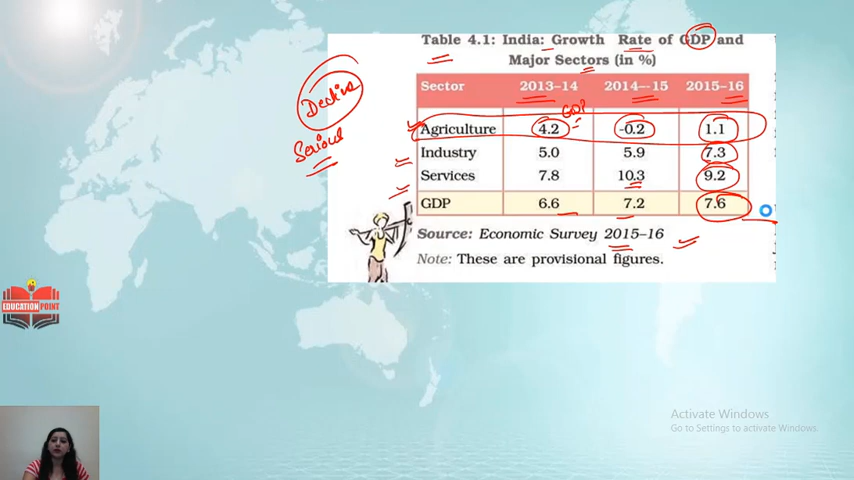 Table 4.1: India: Growth Rate of GDP and
Major Sectors (in %)
Sector 2013–14 2014–15 2015–16
GDP
Agriculture 4.2 -0.2 1.1
Industry 5.0 5.9 7.3
Services 7.8 10.3 9.2
GDP 6.6 7.2 7.6
Source: Economic Survey 2015–16
Note: These are provisional figures.
Serious
EDUCATION POINT
Activate Windows
Go to Settings to activate Windows.